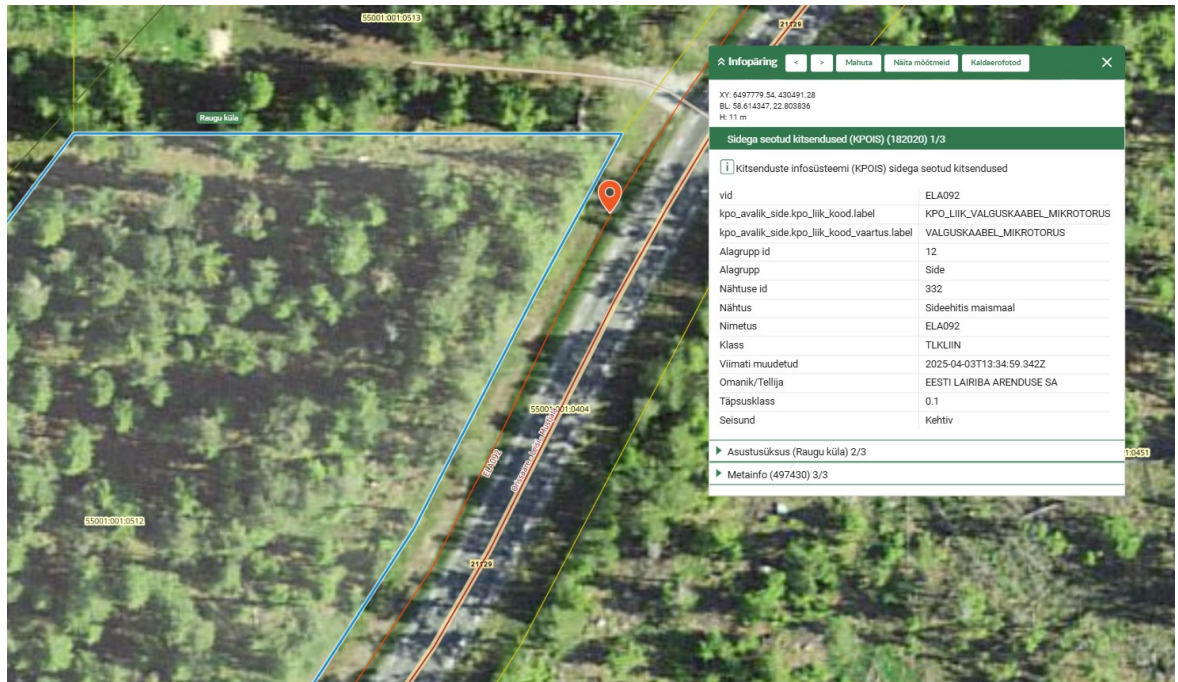 55001:001:0513
21129
Raugu küla
Infopäring
<
>
Mahuta
Näita mõõtmeid
Kaldaerofotod
XY: 6497779.54, 430491.28
BL: 58.614347, 22.803836
H: 11 m
Sidega seotud kitsendused (KPOIS) (182020) 1/3
i Kitsenduste infosüsteemi (KPOIS) sidega seotud kitsendused
vid ELA092
kpo_avalik_side.kpo_liik_kood.label KPO_LIIK_VALGUSKAABEL_MIKROTORUS
kpo_avalik_side.kpo_liik_kood_vaartus.label VALGUSKAABEL_MIKROTORUS
Alagrupp id 12
Alagrupp Side
Nähtuse id 332
Nähtus Sideehitis maismaal
Nimetus ELA092
Klass TLKLIIN
Viimati muudetud 2025-04-03T13:34:59.342Z
Omanik/Tellija EESTI LAIRIBA ARENDUSE SA
Täpsusklass 0.1
Seisund Kehtiv
Asustusüksus (Raugu küla) 2/3
Metainfo (497430) 3/3
55001:001:0404
ELA092
1:0451
55001:001:0512
21129